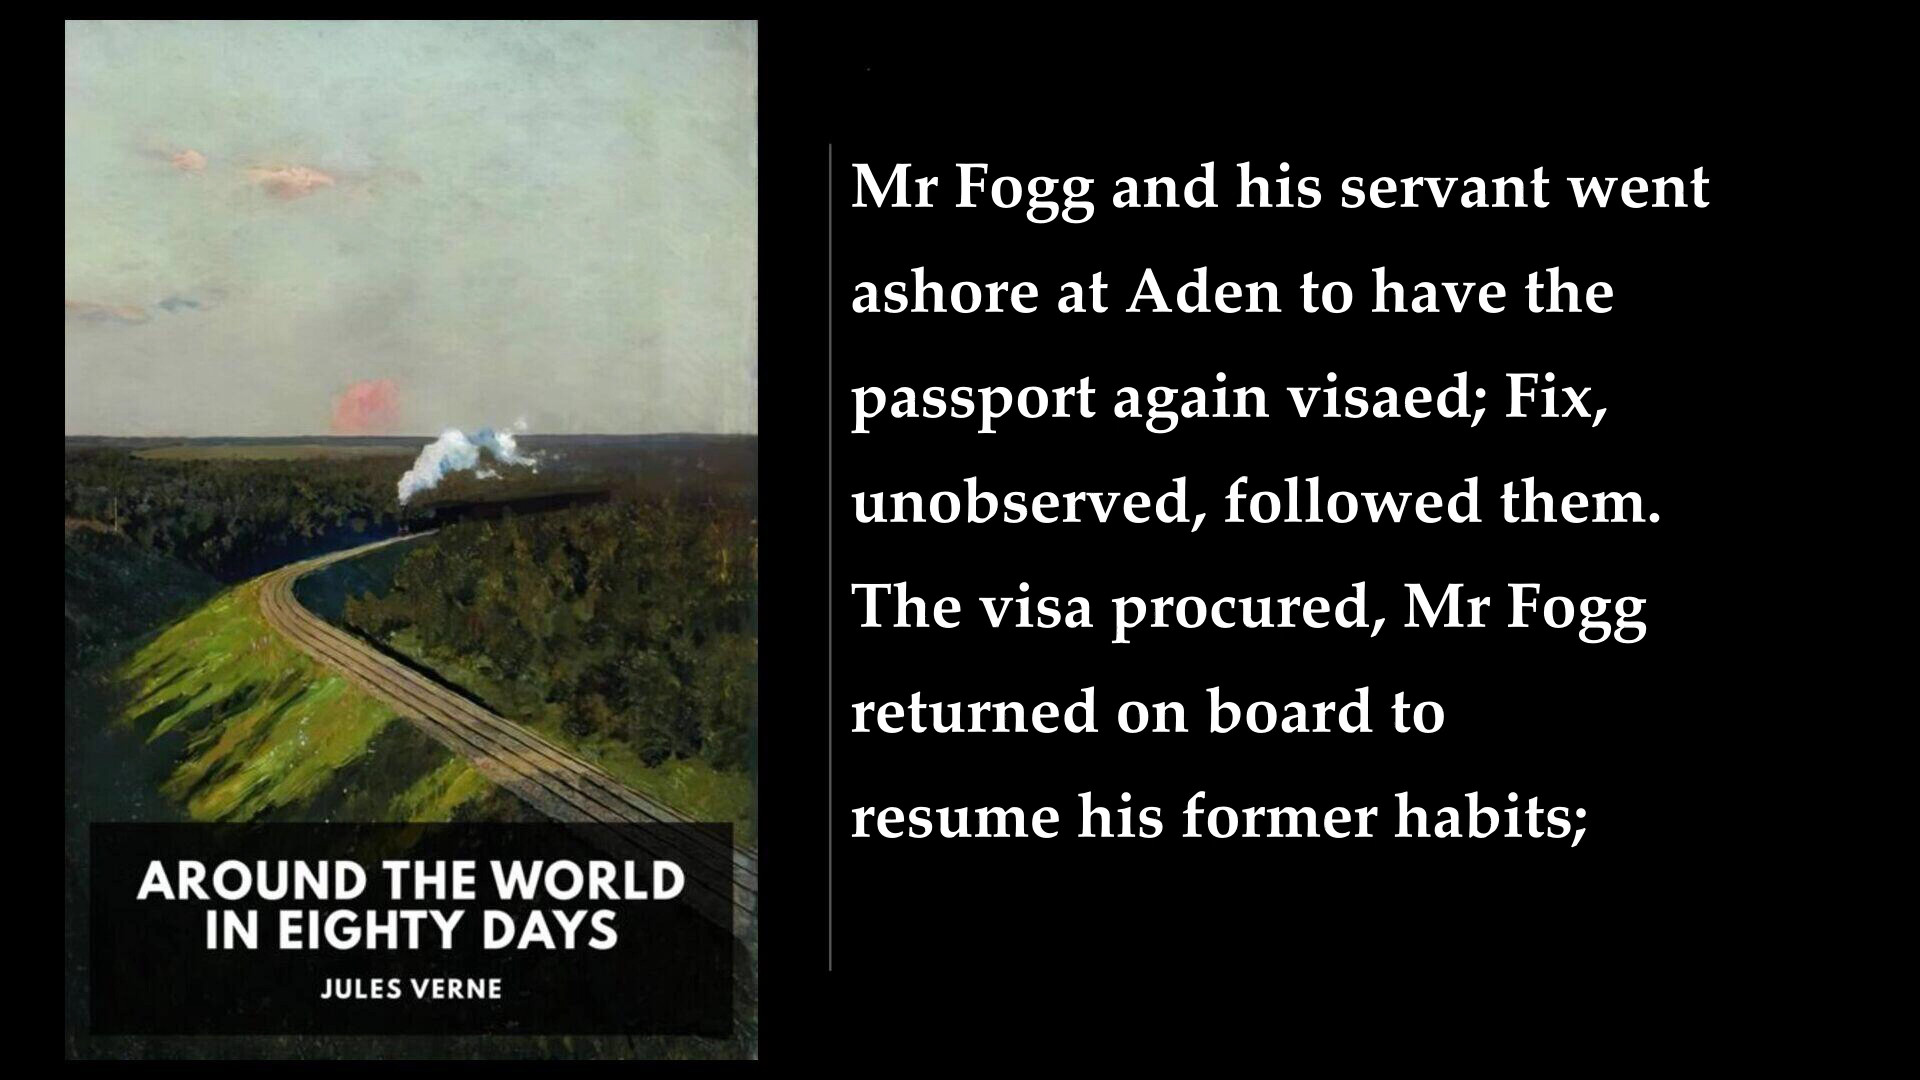 Mr Fogg and his servant went
ashore at Aden to have the
passport again visaed; Fix,
unobserved, followed them.
The visa procured, Mr Fogg
returned on board to
resume his former habits;
AROUND THE WORLD
IN EIGHTY DAYS
JULES VERNE